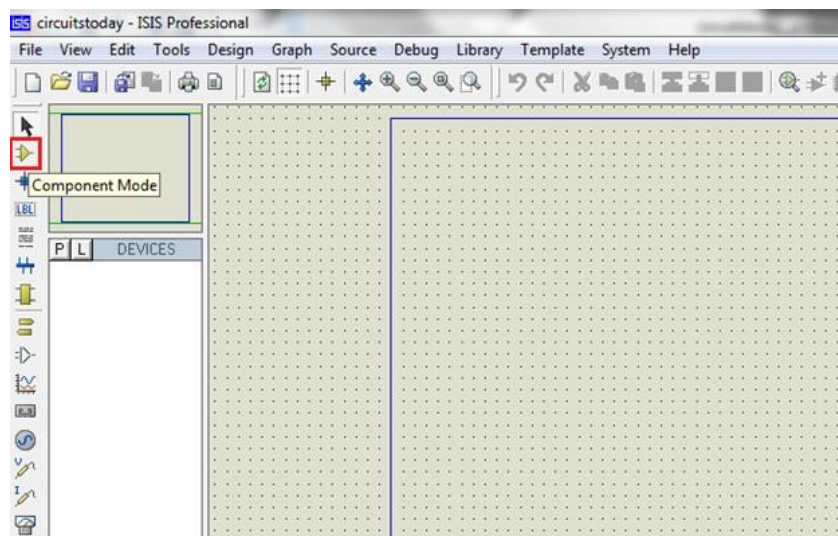 ISIS circuitstoday - ISIS Professional
File View Edit Tools Design Graph Source Debug Library Template System Help
Component Mode
LBL
P L DEVICES
V
I